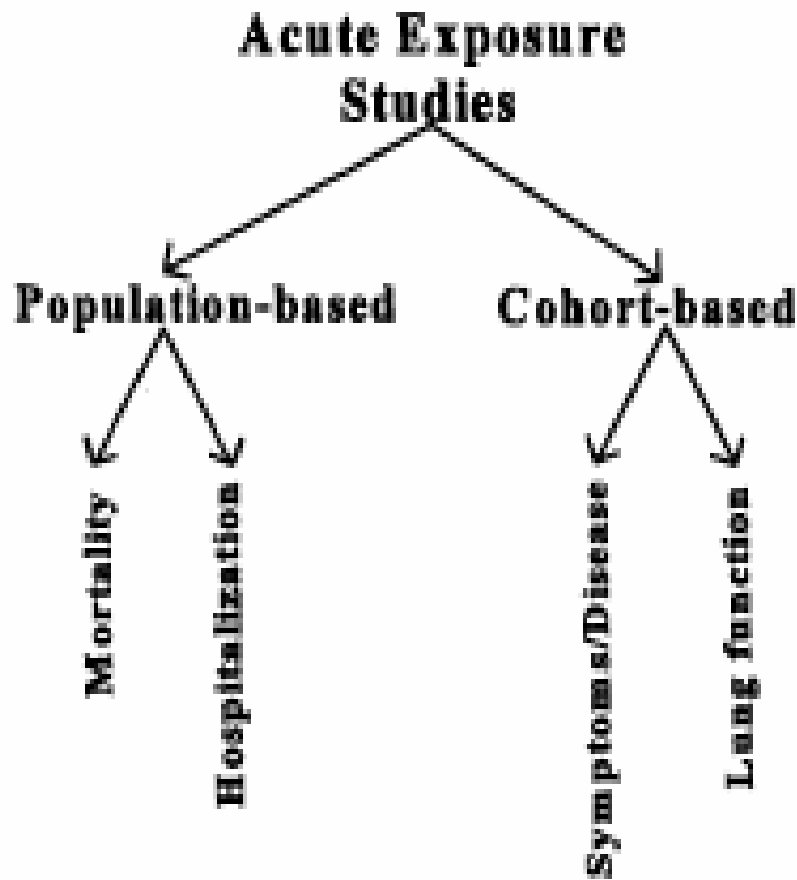 Acute Exposure
Studies
Population-based
Cohort-based
Mortality
Hospitalization
Symptoms/Disease
Lung function